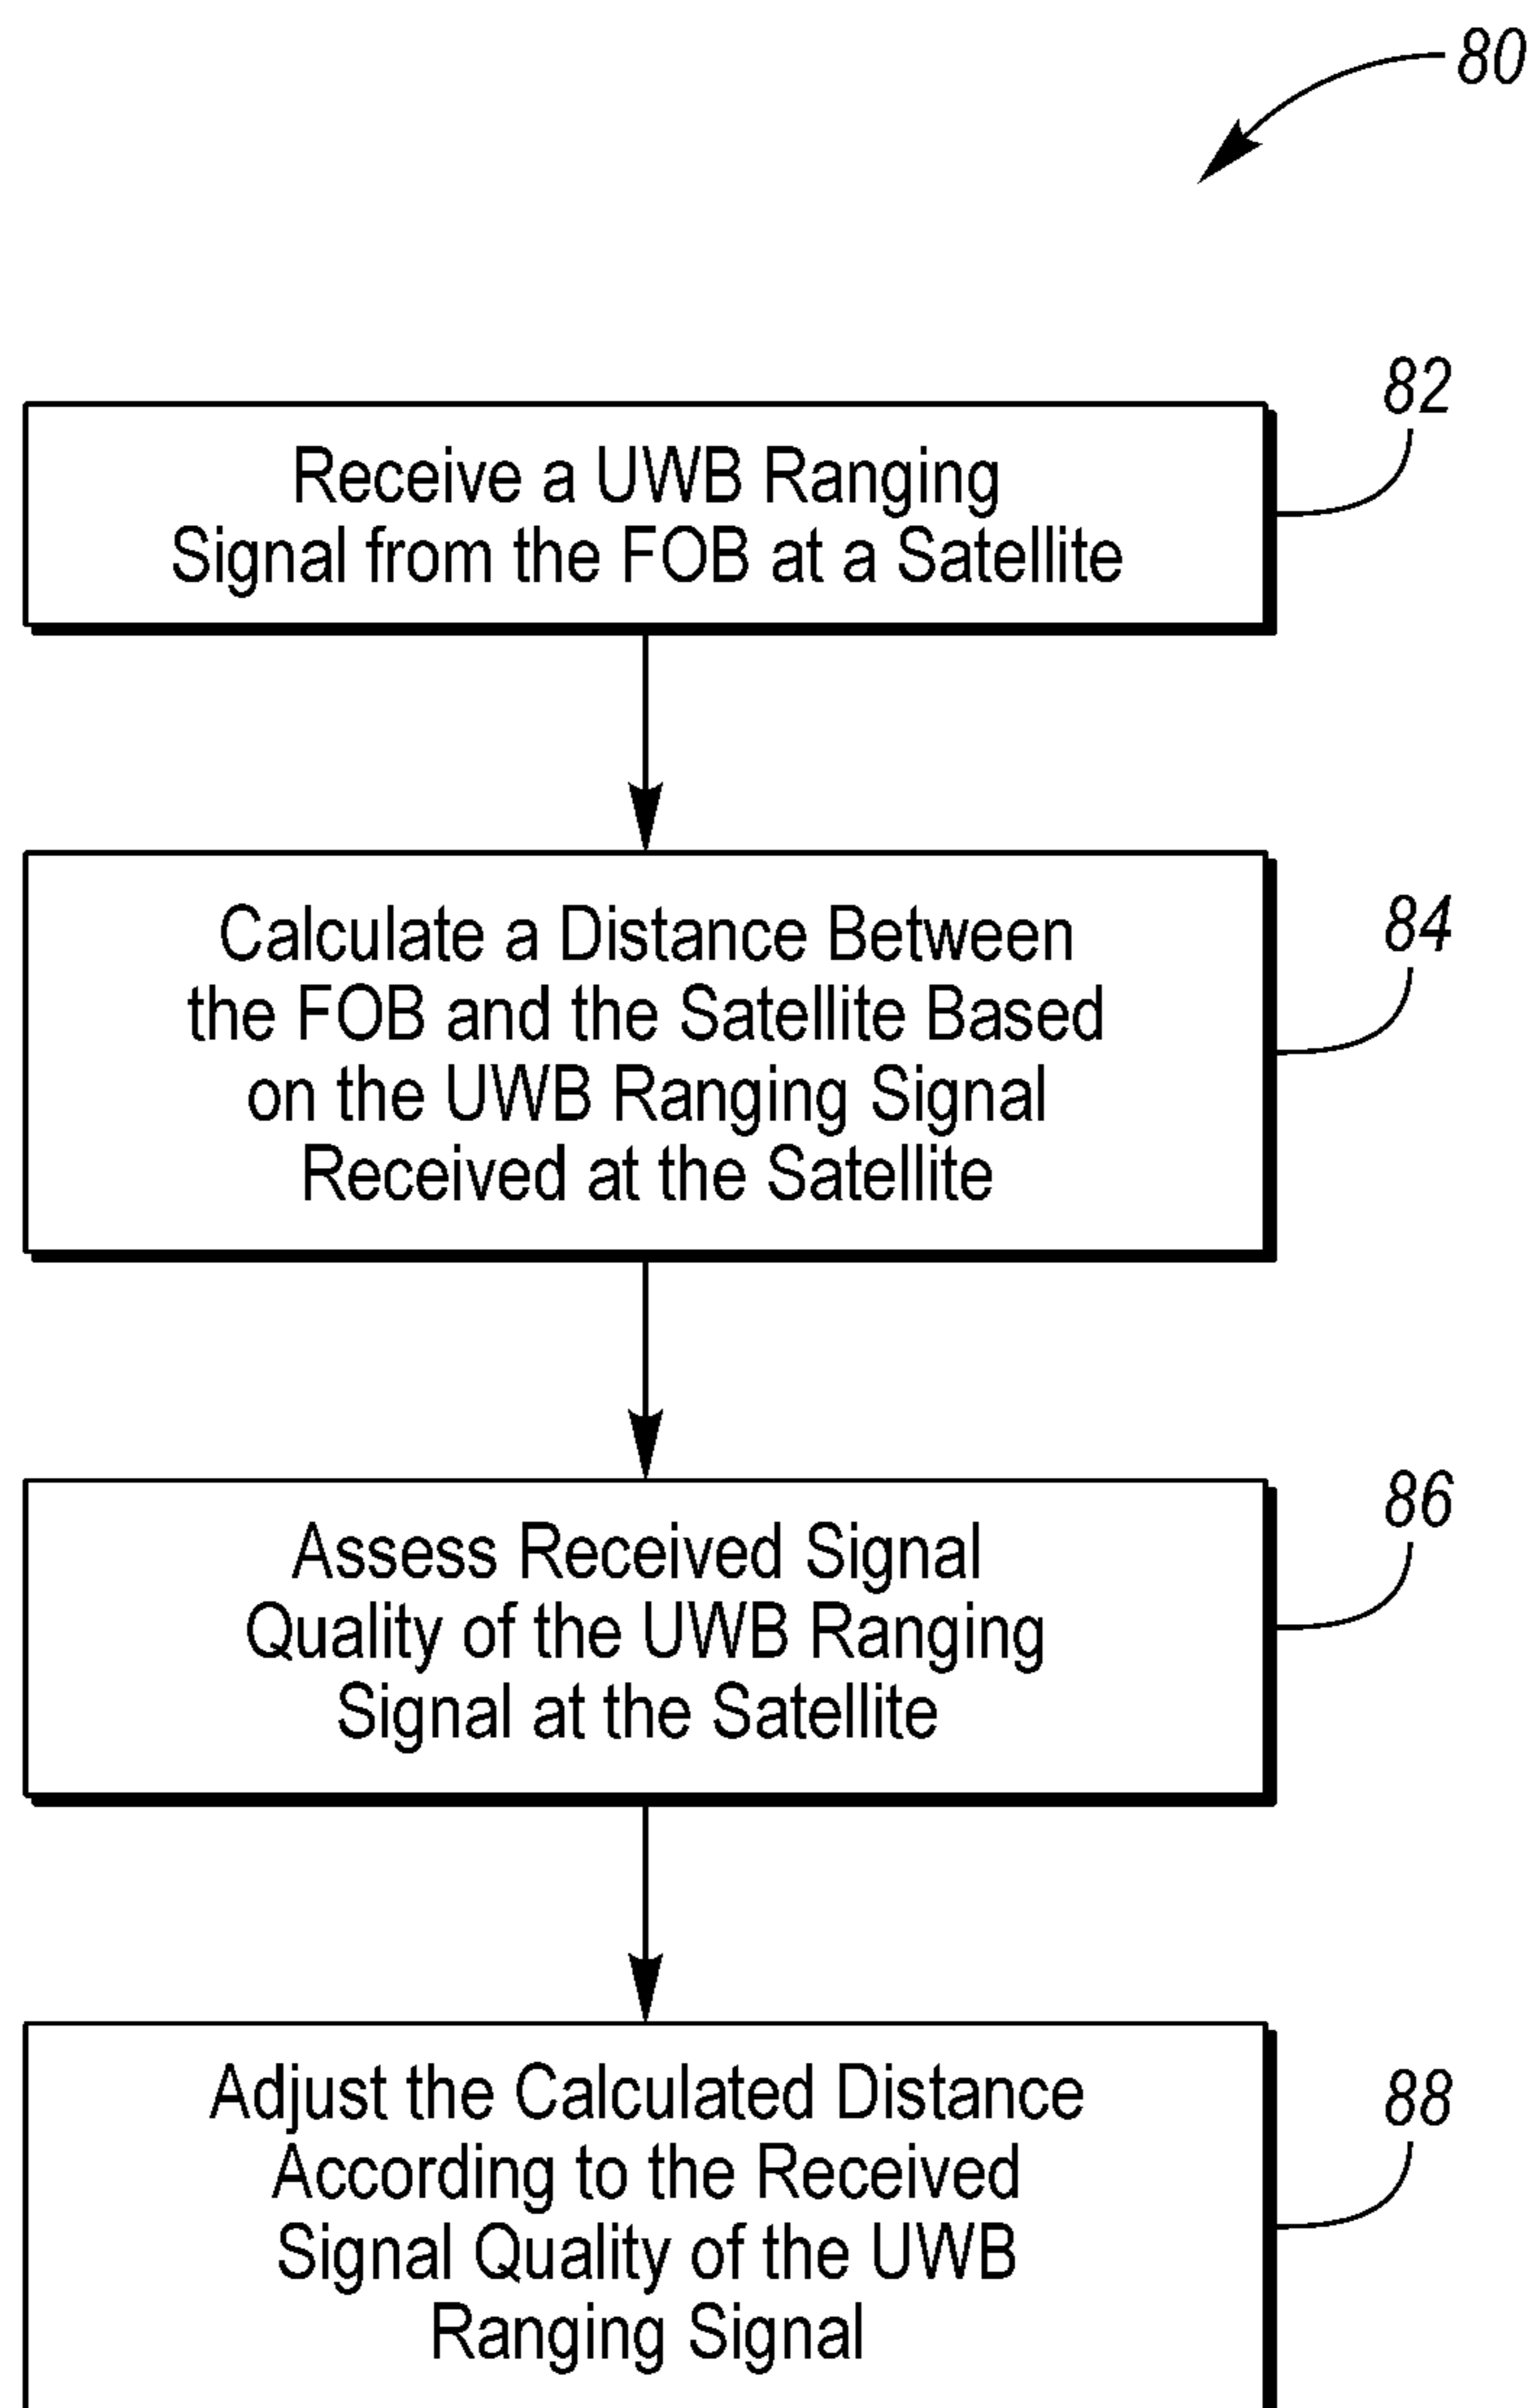 80
82
Receive a UWB Ranging
Signal from the FOB at a Satellite
84
Calculate a Distance Between
the FOB and the Satellite Based
on the UWB Ranging Signal
Received at the Satellite
86
Assess Received Signal
Quality of the UWB Ranging
Signal at the Satellite
88
Adjust the Calculated Distance
According to the Received
Signal Quality of the UWB
Ranging Signal